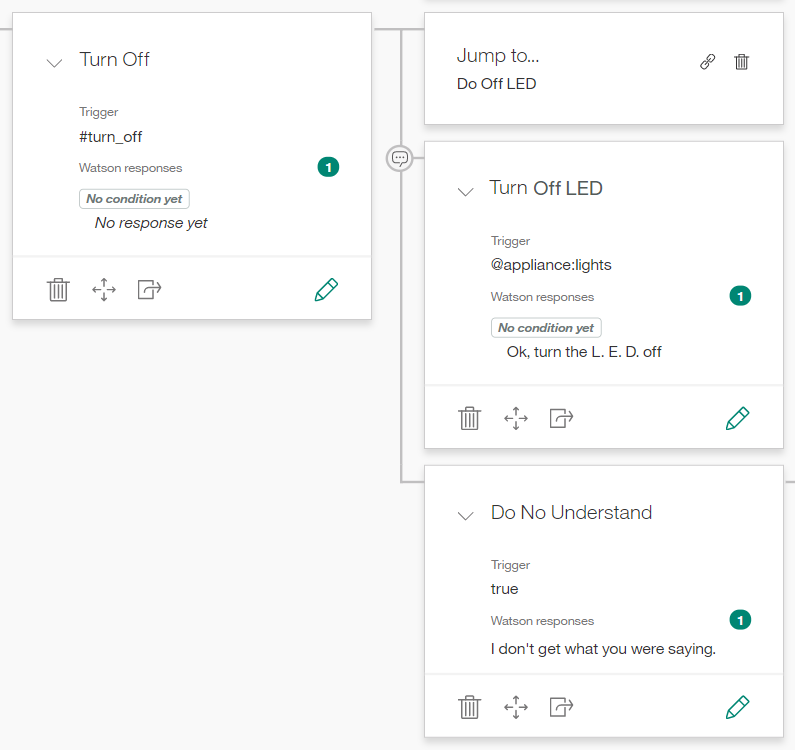 Turn Off
Trigger
#turn_off
Watson responses
1
No condition yet
No response yet
Jump to...
Do Off LED
Turn Off LED
Trigger
@appliance:lights
Watson responses
1
No condition yet
Ok, turn the L. E. D. off
Do No Understand
Trigger
true
Watson responses
1
I don't get what you were saying.